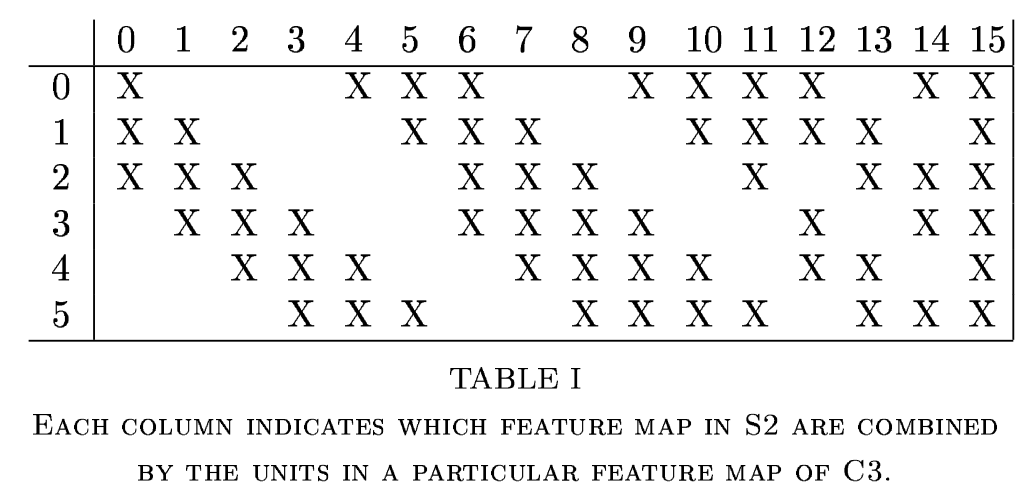 0 1 2 3 4 5 6 7 8 9 10 11 12 13 14 15
0 X X X X X X X X X X
1 X X X X X X X X X X
2 X X X X X X X X X X
3 X X X X X X X X X X
4 X X X X X X X X X X
5 X X X X X X X X X X
TABLE I
Each column indicates which feature map in S2 are combined
by the units in a particular feature map of C3.